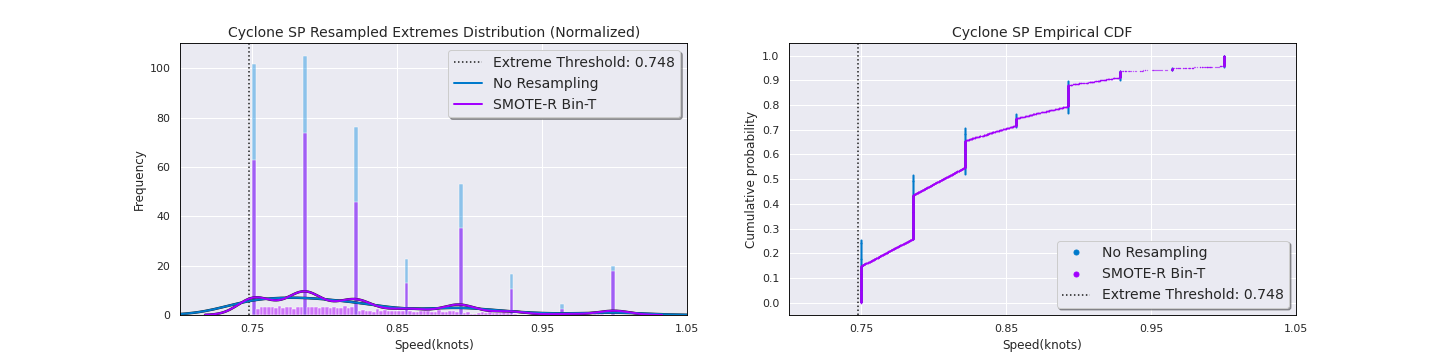 Cyclone SP Resampled Extremes Distribution (Normalized)
Extreme Threshold: 0.748
No Resampling
SMOTE-R Bin-T
Frequency
100
80
60
40
20
0
0.75
0.85
0.95
1.05
Speed(knots)
Cyclone SP Empirical CDF
Cumulative probability
1.0
0.9
0.8
0.7
0.6
0.5
0.4
0.3
0.2
0.1
0.0
No Resampling
SMOTE-R Bin-T
Extreme Threshold: 0.748
0.75
0.85
0.95
1.05
Speed(knots)